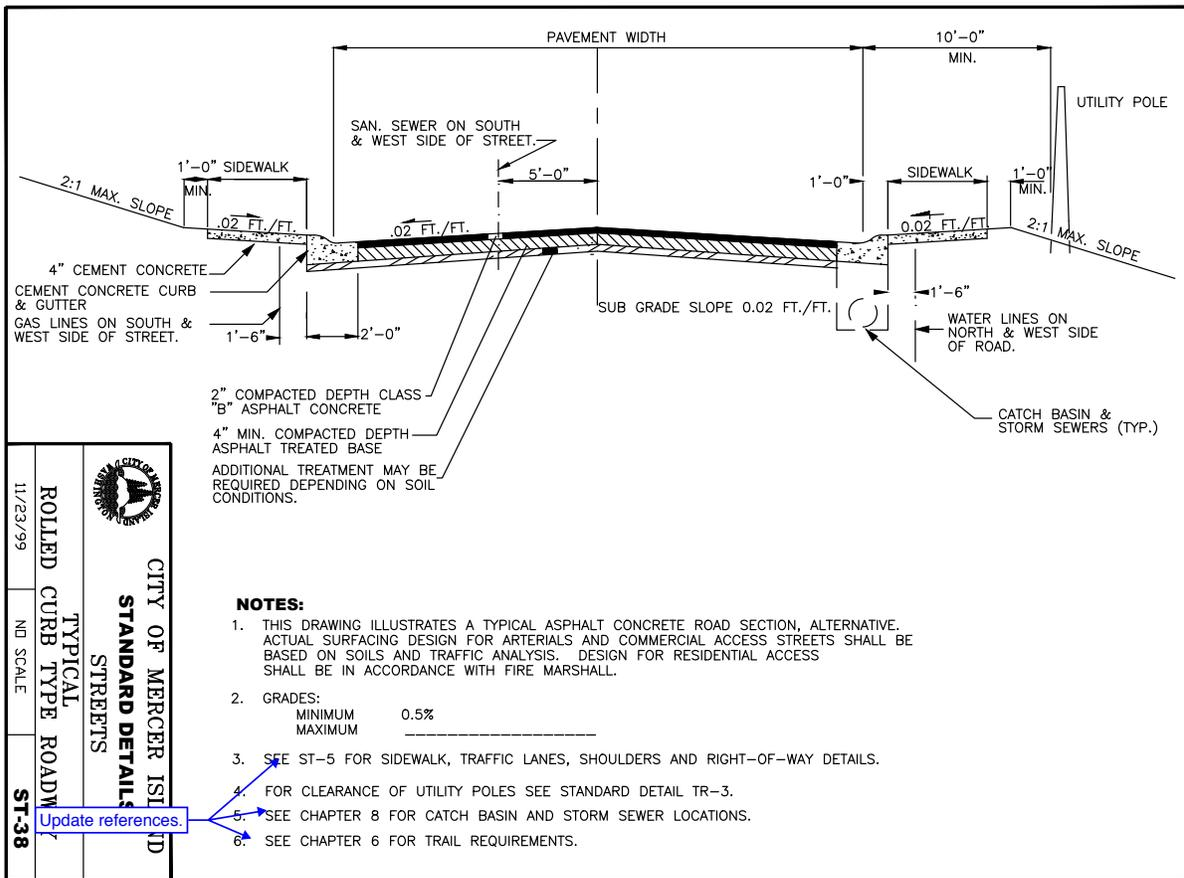 PAVEMENT WIDTH
10'-0"
MIN.
UTILITY POLE
SAN. SEWER ON SOUTH
& WEST SIDE OF STREET.
5'-0"
1'-0" SIDEWALK
MIN.
2:1 MAX. SLOPE
.02 FT./FT.
.02 FT./FT.
1'-0"
SIDEWALK
1'-0"
MIN.
0.02 FT./FT.
2:1 MAX. SLOPE
4" CEMENT CONCRETE
CEMENT CONCRETE CURB
& GUTTER
GAS LINES ON SOUTH &
WEST SIDE OF STREET.
1'-6"
2'-0"
SUB GRADE SLOPE 0.02 FT./FT.
1'-6"
WATER LINES ON
NORTH & WEST SIDE
OF ROAD.
2" COMPACTED DEPTH CLASS
"B" ASPHALT CONCRETE
4" MIN. COMPACTED DEPTH
ASPHALT TREATED BASE
ADDITIONAL TREATMENT MAY BE
REQUIRED DEPENDING ON SOIL
CONDITIONS.
CATCH BASIN &
STORM SEWERS (TYP.)
CITY OF MERCER ISLAND
WASHINGTON
CITY OF MERCER ISLAND
STANDARD DETAILS
STREETS
TYPICAL
ROLLED CURB TYPE ROADW
11/23/99
NO SCALE
ST-38
NOTES:
1. THIS DRAWING ILLUSTRATES A TYPICAL ASPHALT CONCRETE ROAD SECTION, ALTERNATIVE.
ACTUAL SURFACING DESIGN FOR ARTERIALS AND COMMERCIAL ACCESS STREETS SHALL BE
BASED ON SOILS AND TRAFFIC ANALYSIS. DESIGN FOR RESIDENTIAL ACCESS
SHALL BE IN ACCORDANCE WITH FIRE MARSHALL.
2. GRADES:
MINIMUM 0.5%
MAXIMUM ____________________
3. SEE ST-5 FOR SIDEWALK, TRAFFIC LANES, SHOULDERS AND RIGHT-OF-WAY DETAILS.
4. FOR CLEARANCE OF UTILITY POLES SEE STANDARD DETAIL TR-3.
5. SEE CHAPTER 8 FOR CATCH BASIN AND STORM SEWER LOCATIONS.
6. SEE CHAPTER 6 FOR TRAIL REQUIREMENTS.
Update references.